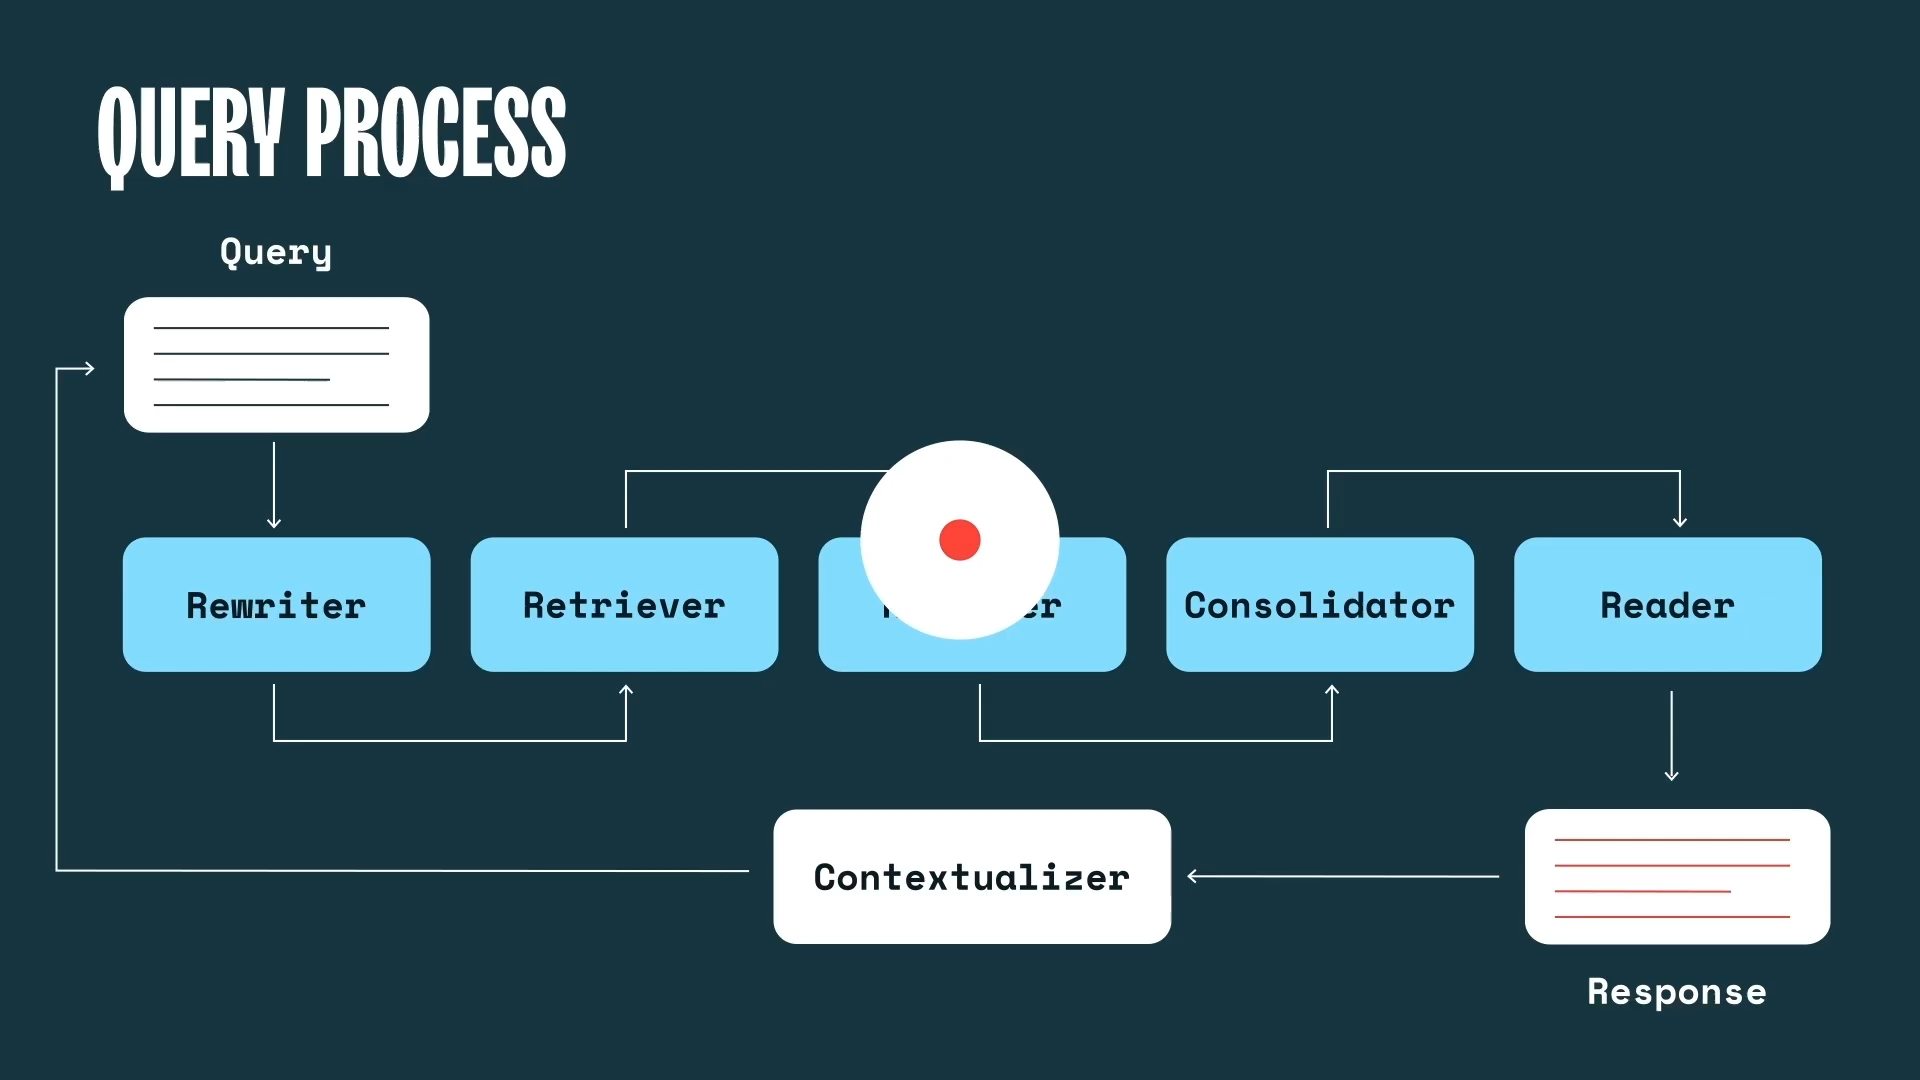 QUERY PROCESS
Query
Rewriter
Retriever
Consolidator
Reader
Contextualizer
Response